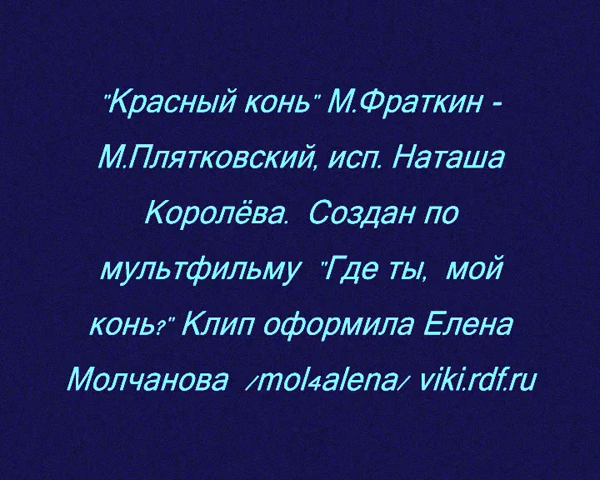 "Красный конь" М.Фраткин -
М.Плятковский, исп. Наташа
Королёва. Создан по
мультфильму "Где ты, мой
конь?" Клип оформила Елена
Молчанова /mol4alena/ viki.rdf.ru